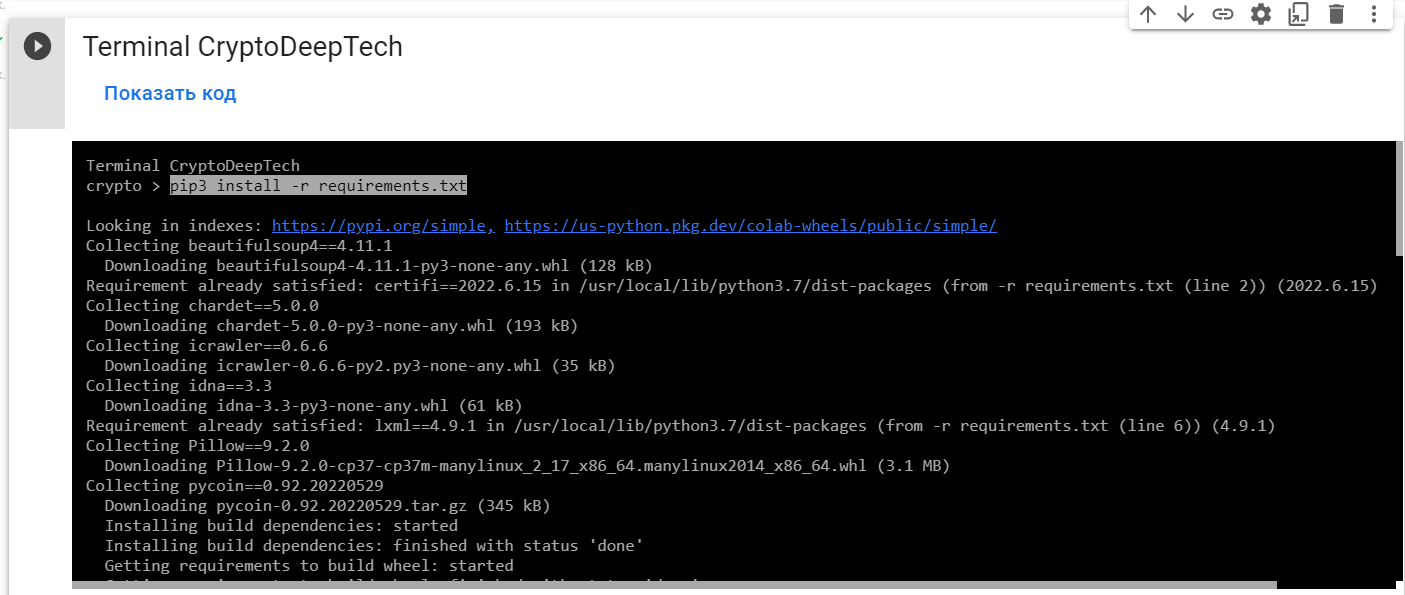 Terminal CryptoDeepTech
Показать код
Terminal CryptoDeepTech
crypto > pip3 install -r requirements.txt
Looking in indexes: https://pypi.org/simple, https://us-python.pkg.dev/colab-wheels/public/simple/
Collecting beautifulsoup4==4.11.1
Downloading beautifulsoup4-4.11.1-py3-none-any.whl (128 kB)
Requirement already satisfied: certifi==2022.6.15 in /usr/local/lib/python3.7/dist-packages (from -r requirements.txt (line 2)) (2022.6.15)
Collecting chardet==5.0.0
Downloading chardet-5.0.0-py3-none-any.whl (193 kB)
Collecting icrawler==0.6.6
Downloading icrawler-0.6.6-py2.py3-none-any.whl (35 kB)
Collecting idna==3.3
Downloading idna-3.3-py3-none-any.whl (61 kB)
Requirement already satisfied: lxml==4.9.1 in /usr/local/lib/python3.7/dist-packages (from -r requirements.txt (line 6)) (4.9.1)
Collecting Pillow==9.2.0
Downloading Pillow-9.2.0-cp37-cp37m-manylinux_2_17_x86_64.manylinux2014_x86_64.whl (3.1 MB)
Collecting pycoin==0.92.20220529
Downloading pycoin-0.92.20220529.tar.gz (345 kB)
Installing build dependencies: started
Installing build dependencies: finished with status 'done'
Getting requirements to build wheel: started